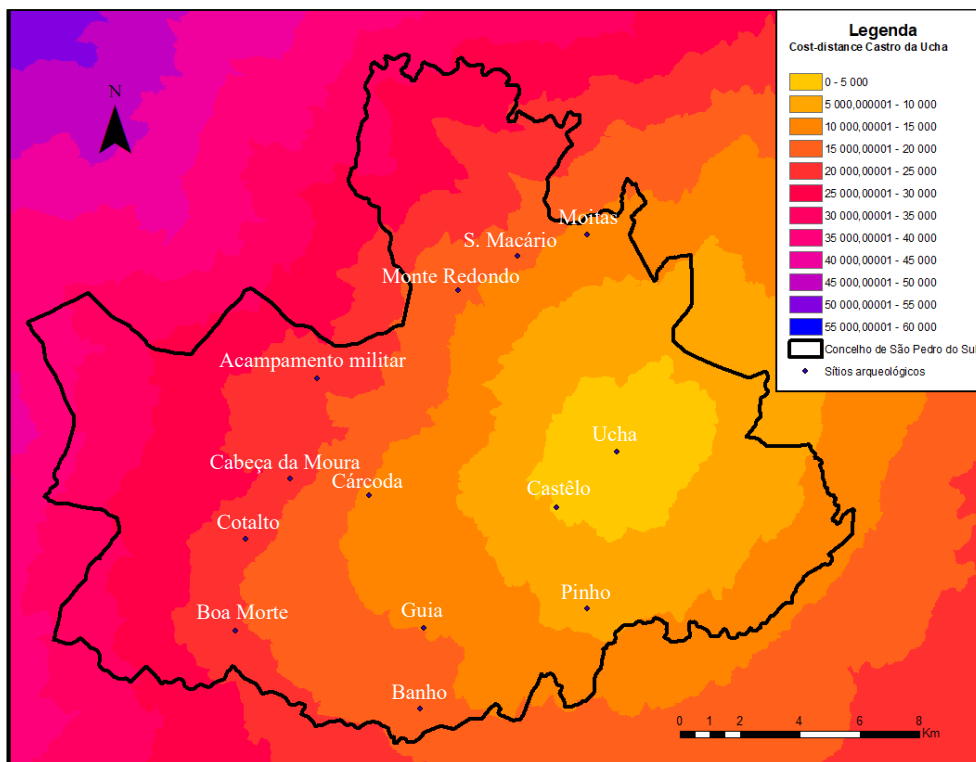 Legenda
Cost-distance Castro da Ucha
0 - 5 000
5 000,000001 - 10 000
10 000,00001 - 15 000
15 000,00001 - 20 000
20 000,00001 - 25 000
25 000,00001 - 30 000
30 000,00001 - 35 000
35 000,00001 - 40 000
40 000,00001 - 45 000
45 000,00001 - 50 000
50 000,00001 - 55 000
55 000,00001 - 60 000
Concelho de São Pedro do Sul
Sítios arqueológicos
N
Moitas
S. Macário
Monte Redondo
Acampamento militar
Ucha
Cabeça da Moura
Cárcoda
Castêlo
Cotalto
Pinho
Boa Morte
Guia
Banho
0 1 2 4 6 8
Km